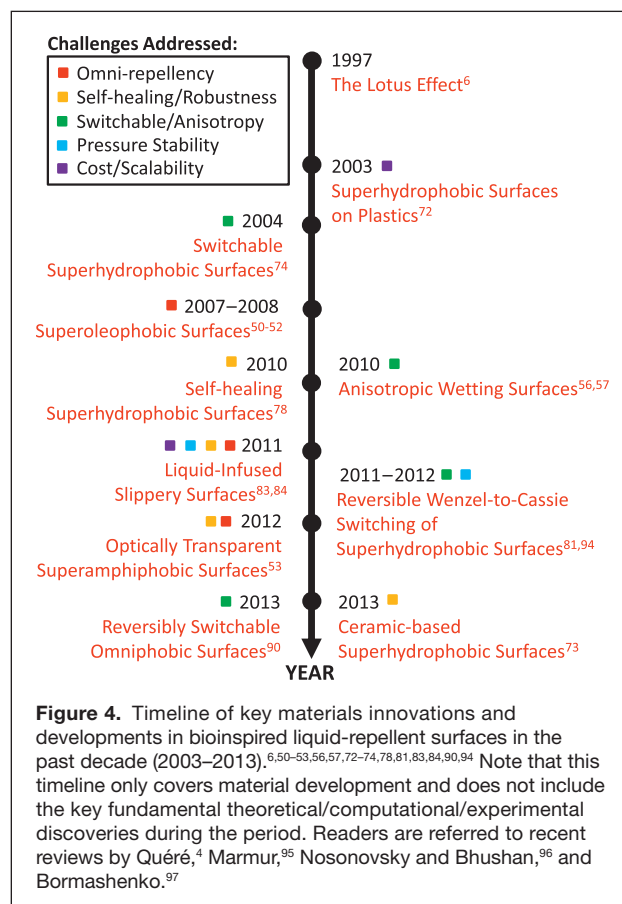 Challenges Addressed:
Omni-repellency
Self-healing/Robustness
Switchable/Anisotropy
Pressure Stability
Cost/Scalability
1997
The Lotus Effect6
2003
Superhydrophobic Surfaces
on Plastics72
2004
Switchable
Superhydrophobic Surfaces74
2007–2008
Superoleophobic Surfaces50-52
2010
Self-healing
Superhydrophobic Surfaces78
2010
Anisotropic Wetting Surfaces56,57
2011
Liquid-Infused
Slippery Surfaces83,84
2011–2012
Reversible Wenzel-to-Cassie
Switching of
Superhydrophobic Surfaces81,94
2012
Optically Transparent
Superamphiphobic Surfaces53
2013
Reversibly Switchable
Omniphobic Surfaces90
2013
Ceramic-based
Superhydrophobic Surfaces73
YEAR
Figure 4. Timeline of key materials innovations and
developments in bioinspired liquid-repellent surfaces in the
past decade (2003–2013).6,50–53,56,57,72–74,78,81,83,84,90,94 Note that this
timeline only covers material development and does not include
the key fundamental theoretical/computational/experimental
discoveries during the period. Readers are referred to recent
reviews by Quéré,4 Marmur,95 Nosonovsky and Bhushan,96 and
Bormashenko.97